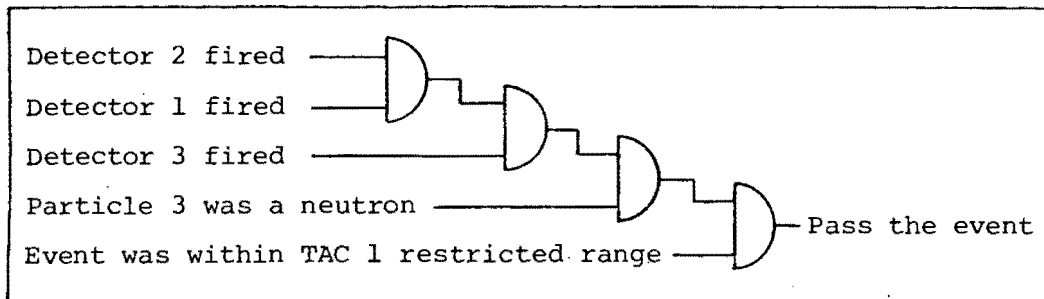 Detector 2 fired
Detector 1 fired
Detector 3 fired
Particle 3 was a neutron
Pass the event
Event was within TAC 1 restricted range